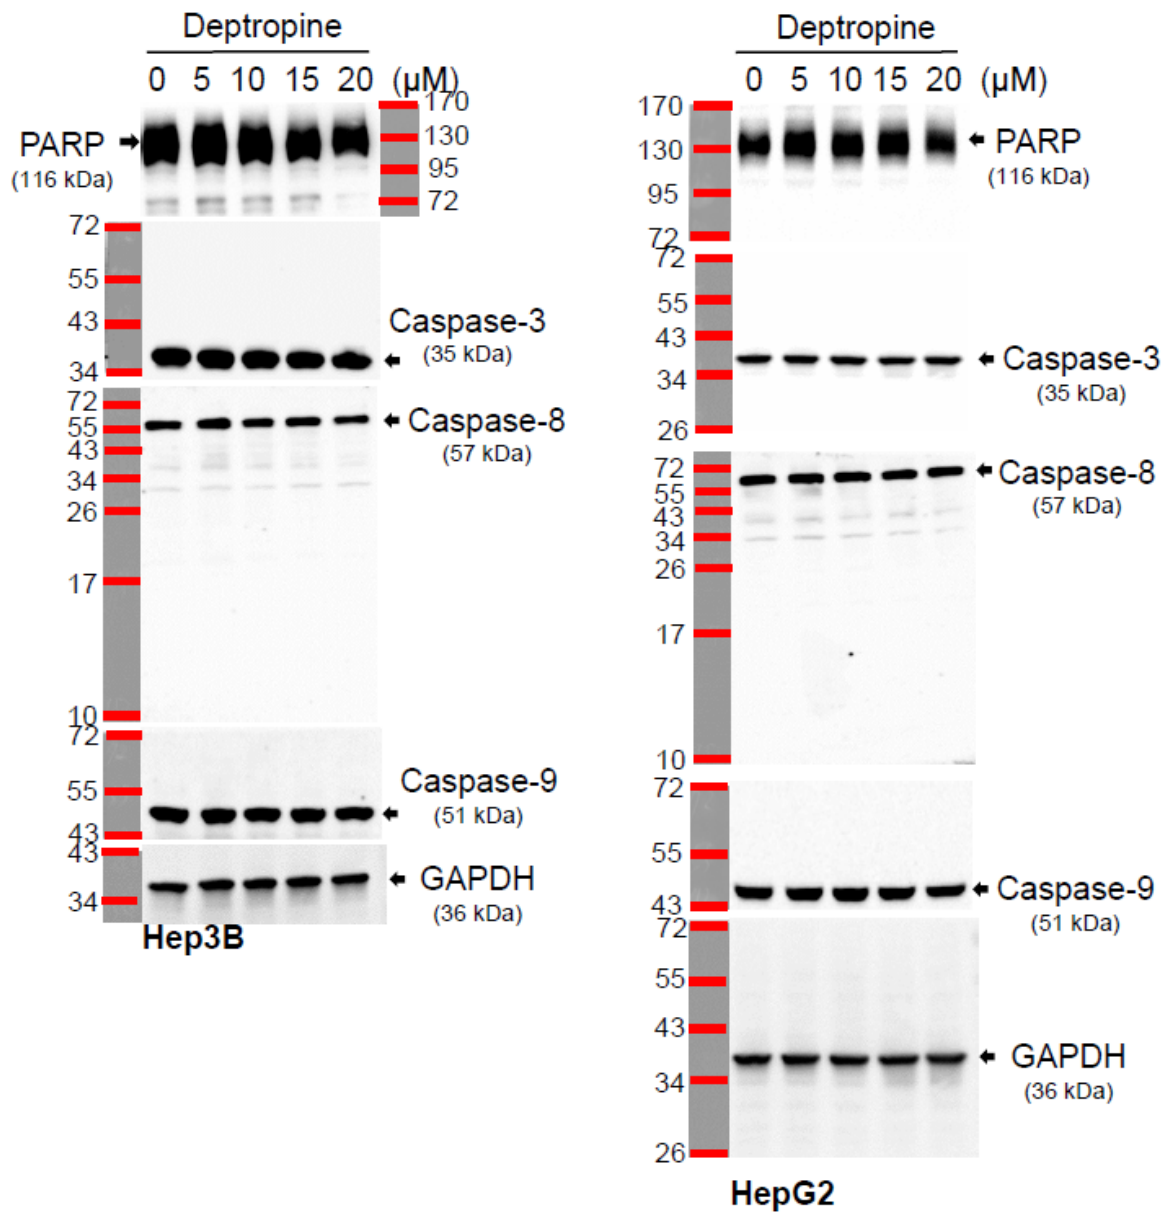 Deptropine
0 5 10 15 20 (µM)
PARP
(116 kDa)
170
130
95
72
72
55
43
34
Caspase-3
(35 kDa)
72
55
43
34
26
17
10
Caspase-8
(57 kDa)
72
55
43
Caspase-9
(51 kDa)
43
34
GAPDH
(36 kDa)
Hep3B
Deptropine
0 5 10 15 20 (µM)
170
130
95
72
PARP
(116 kDa)
72
55
43
34
26
Caspase-3
(35 kDa)
72
55
43
34
26
17
10
Caspase-8
(57 kDa)
72
55
43
Caspase-9
(51 kDa)
72
55
43
34
26
GAPDH
(36 kDa)
HepG2